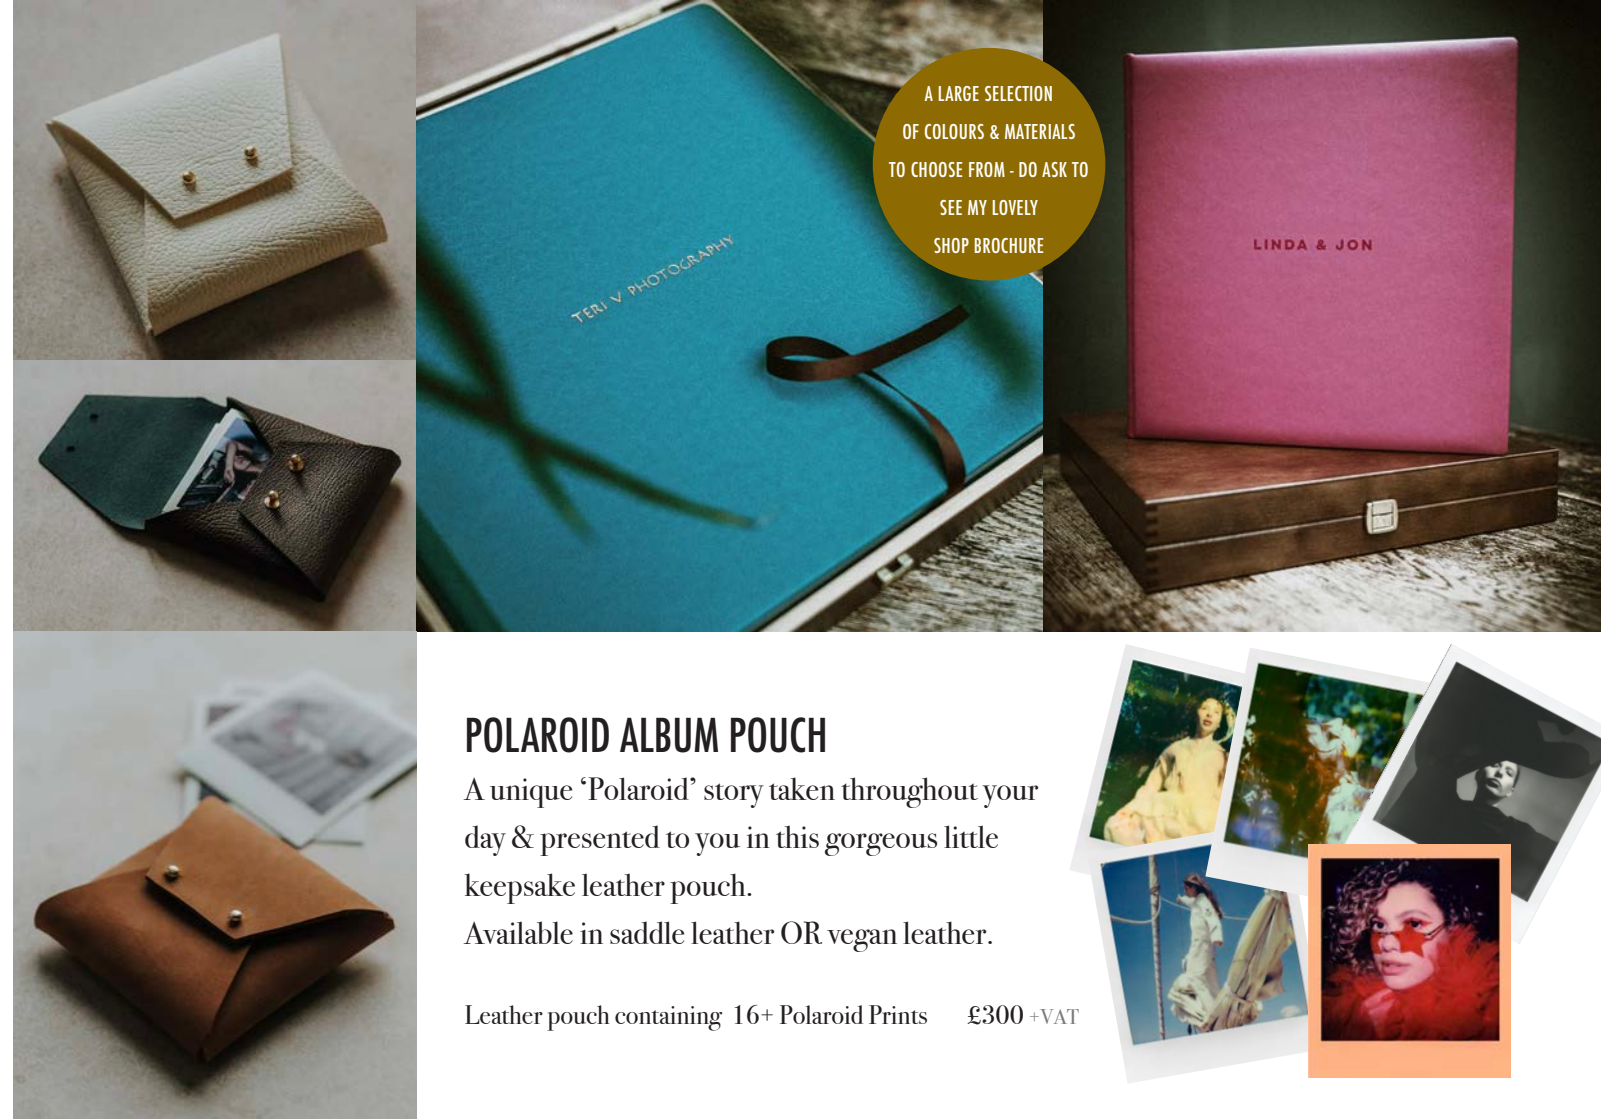 A LARGE SELECTION
OF COLOURS & MATERIALS
TO CHOOSE FROM - DO ASK TO
SEE MY LOVELY
SHOP BROCHURE
TERI V PHOTOGRAPHY
LINDA & JON
POLAROID ALBUM POUCH
A unique ‘Polaroid’ story taken throughout your
day & presented to you in this gorgeous little
keepsake leather pouch.
Available in saddle leather OR vegan leather.
Leather pouch containing 16+ Polaroid Prints £300 +VAT